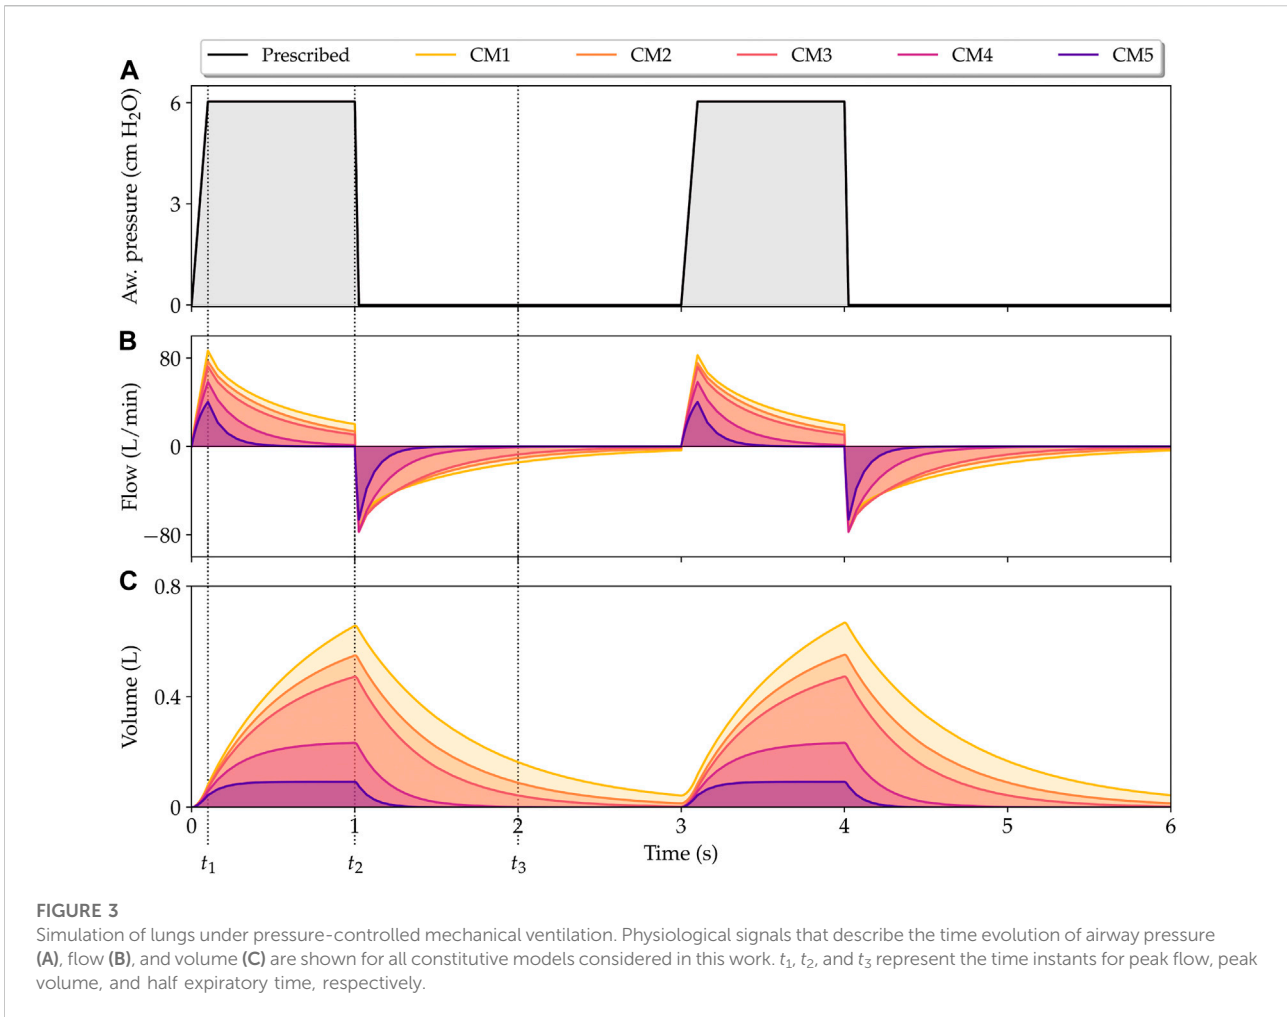 Prescribed CM1 CM2 CM3 CM4 CM5
A
Aw. pressure (cm H₂O)
6
3
0
B
Flow (L/min)
80
0
−80
C
Volume (L)
0.8
0.4
0
0 1 2 3 4 5 6
t₁ t₂ t₃
Time (s)
FIGURE 3
Simulation of lungs under pressure-controlled mechanical ventilation. Physiological signals that describe the time evolution of airway pressure
(A), flow (B), and volume (C) are shown for all constitutive models considered in this work. t₁, t₂, and t₃ represent the time instants for peak flow, peak
volume, and half expiratory time, respectively.